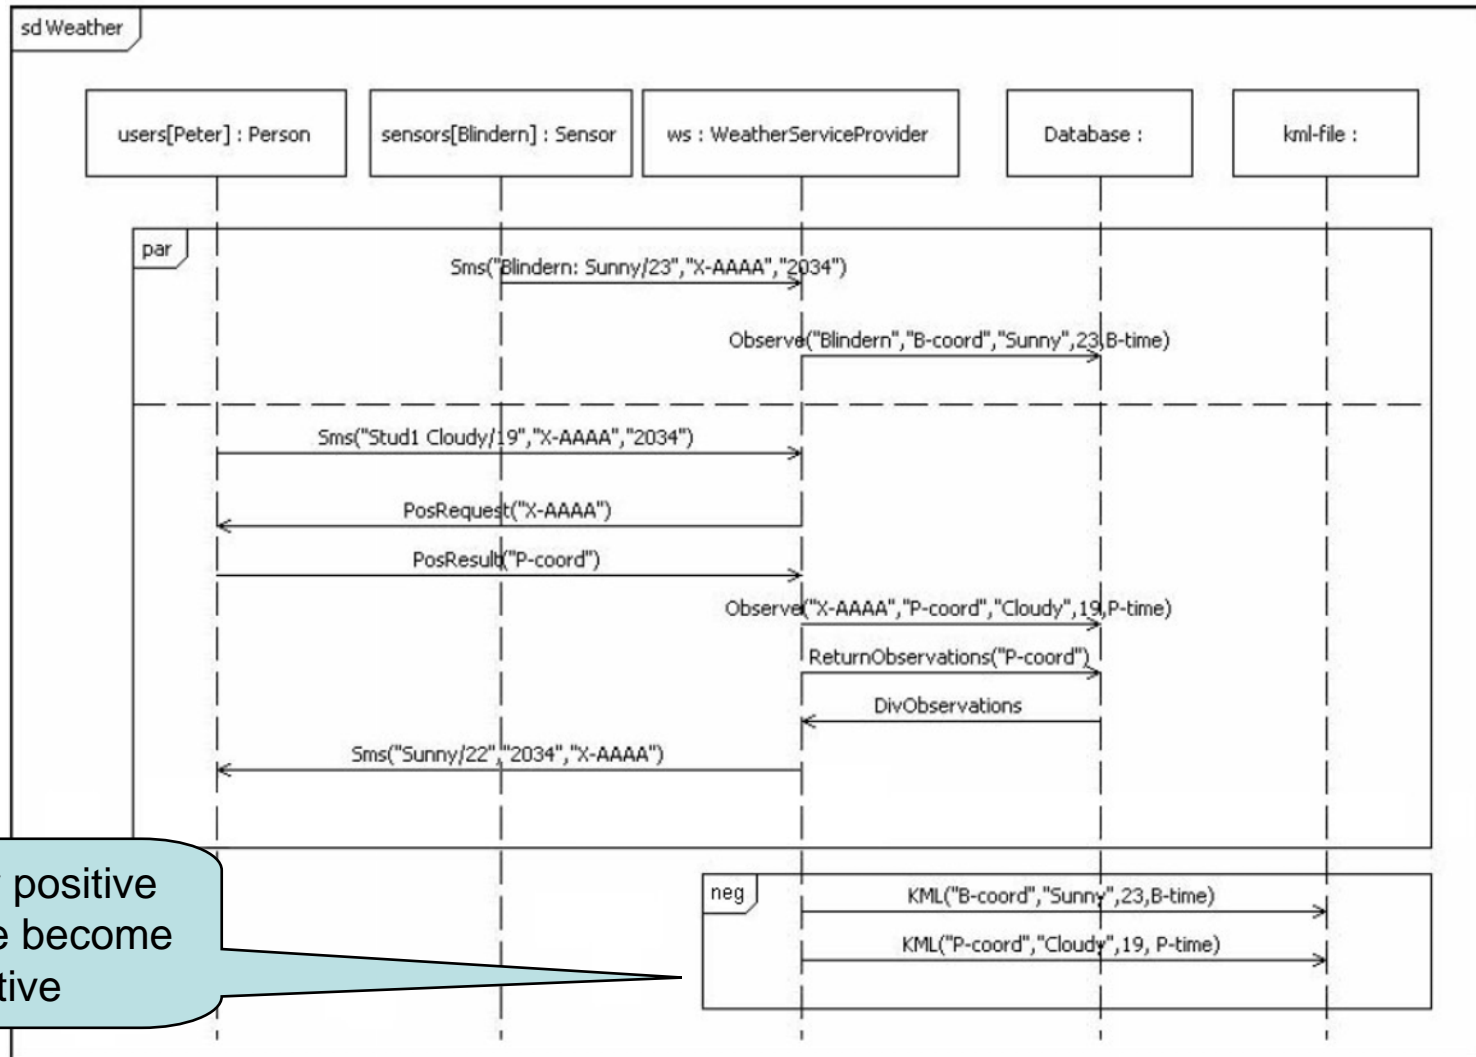 sd Weather
users[Peter] : Person
sensors[Blindern] : Sensor
ws : WeatherServiceProvider
Database :
kml-file :
par
Sms("Blindern: Sunny/23","X-AAAA","2034")
Observe("Blindern","B-coord","Sunny",23,B-time)
Sms("Stud1 Cloudy/19","X-AAAA","2034")
PosRequest("X-AAAA")
PosResult("P-coord")
Observe("X-AAAA","P-coord","Cloudy",19,P-time)
ReturnObservations("P-coord")
DivObservations
Sms("Sunny/22","2034","X-AAAA")
neg
KML("B-coord","Sunny",23,B-time)
KML("P-coord","Cloudy",19, P-time)
positive
become